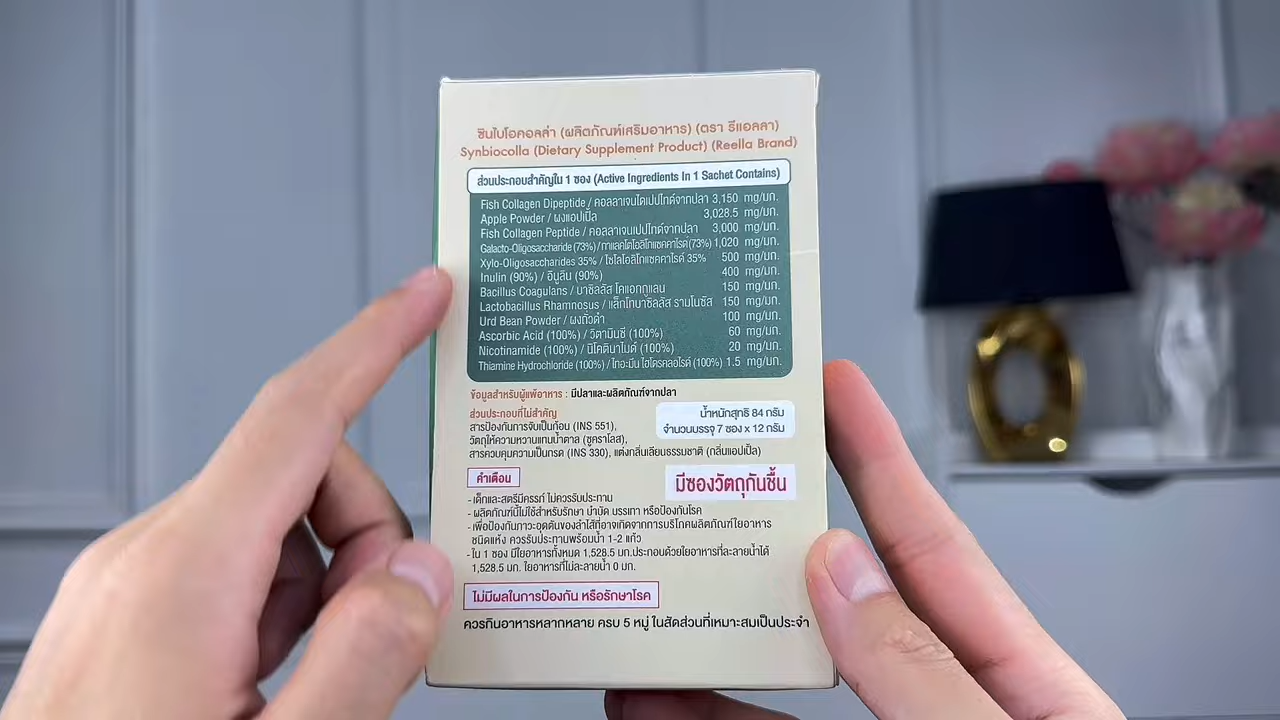 ซินไบโอคอลล่า (ผลิตภัณฑ์เสริมอาหาร) (ตรา รีแอลลา)
Synbiocolla (Dietary Supplement Product) (Reella Brand)
ส่วนประกอบสำคัญใน 1 ซอง (Active Ingredients In 1 Sachet Contains)
Fish Collagen Dipeptide / คอลลาเจนไดเปปไทด์จากปลา 3,150 mg/มก.
Apple Powder / ผงแอปเปิ้ล 3,028.5 mg/มก.
Fish Collagen Peptide / คอลลาเจนเปปไทด์จากปลา 3,000 mg/มก.
Galacto-Oligosaccharide (73%) / กาแลคโตโอลิโกแซคคาไรด์ (73%) 1,020 mg/มก.
Xylo-Oligosaccharides 35% / ไซโลโอลิโกแซคคาไรด์ 35% 500 mg/มก.
Inulin (90%) / อินูลิน (90%) 400 mg/มก.
Bacillus Coagulans / บาซิลลัส โคแอกกูแลน 150 mg/มก.
Lactobacillus Rhamnosus / แล็กโทบาซิลลัส รามโนซัส 150 mg/มก.
Urd Bean Powder / ผงถั่วดำ 100 mg/มก.
Ascorbic Acid (100%) / วิตามินซี (100%) 60 mg/มก.
Nicotinamide (100%) / นิโคตินาไมด์ (100%) 20 mg/มก.
Thiamine Hydrochloride (100%) / ไทอะมีน ไฮโดรคลอไรด์ (100%) 1.5 mg/มก.
ข้อมูลสำหรับผู้แพ้อาหาร : มีปลาและผลิตภัณฑ์จากปลา
ส่วนประกอบที่ไม่สำคัญ
สารป้องกันการจับเป็นก้อน (INS 551),
วัตถุให้ความหวานแทนน้ำตาล (ซูคราโลส),
สารควบคุมความเป็นกรด (INS 330), แต่งกลิ่นเลียนธรรมชาติ (กลิ่นแอปเปิ้ล)
น้ำหนักสุทธิ 84 กรัม
จำนวนบรรจุ 7 ซอง x 12 กรัม
คำเตือน
มีซองวัตถุกันชื้น
- เด็กและสตรีมีครรภ์ ไม่ควรรับประทาน
- ผลิตภัณฑ์นี้ไม่ใช้สำหรับรักษา บำบัด บรรเทา หรือป้องกันโรค
- เพื่อป้องกันภาวะอุดตันของลำไส้ที่อาจเกิดจากการบริโภคผลิตภัณฑ์ใยอาหาร
ชนิดแห้ง ควรรับประทานพร้อมน้ำ 1-2 แก้ว
- ใน 1 ซอง มีใยอาหารทั้งหมด 1,528.5 มก.ประกอบด้วยใยอาหารที่ละลายน้ำได้
1,528.5 มก. ใยอาหารที่ไม่ละลายน้ำ 0 มก.
ไม่มีผลในการป้องกัน หรือรักษาโรค
ควรกินอาหารหลากหลาย ครบ 5 หมู่ ในสัดส่วนที่เหมาะสมเป็นประจำ